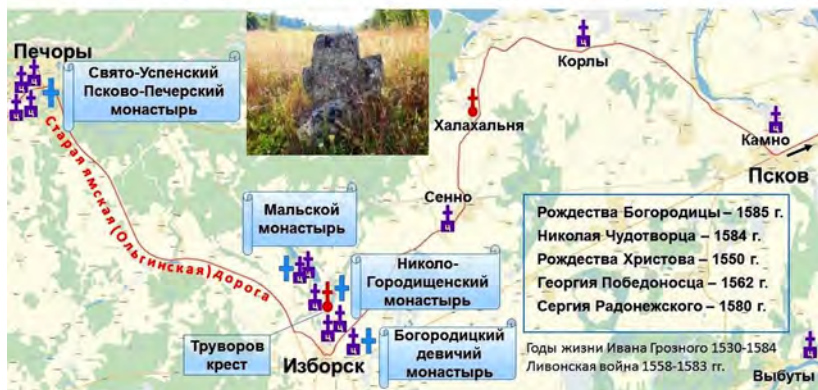 Печоры
Свято-Успенский
Псково-Печерский
монастырь
Старая ямская (Ольгинская) дорога
Корлы
Халахальня
Камно
Псков
Сенно
Мальской
монастырь
Николо-
Городищенский
монастырь
Труворов
крест
Изборск
Богородицкий
девичий
монастырь
Рождества Богородицы – 1585 г.
Николая Чудотворца – 1584 г.
Рождества Христова – 1550 г.
Георгия Победоносца – 1562 г.
Сергия Радонежского – 1580 г.
Годы жизни Ивана Грозного 1530-1584
Ливонская война 1558-1583 гг.
Выбуты